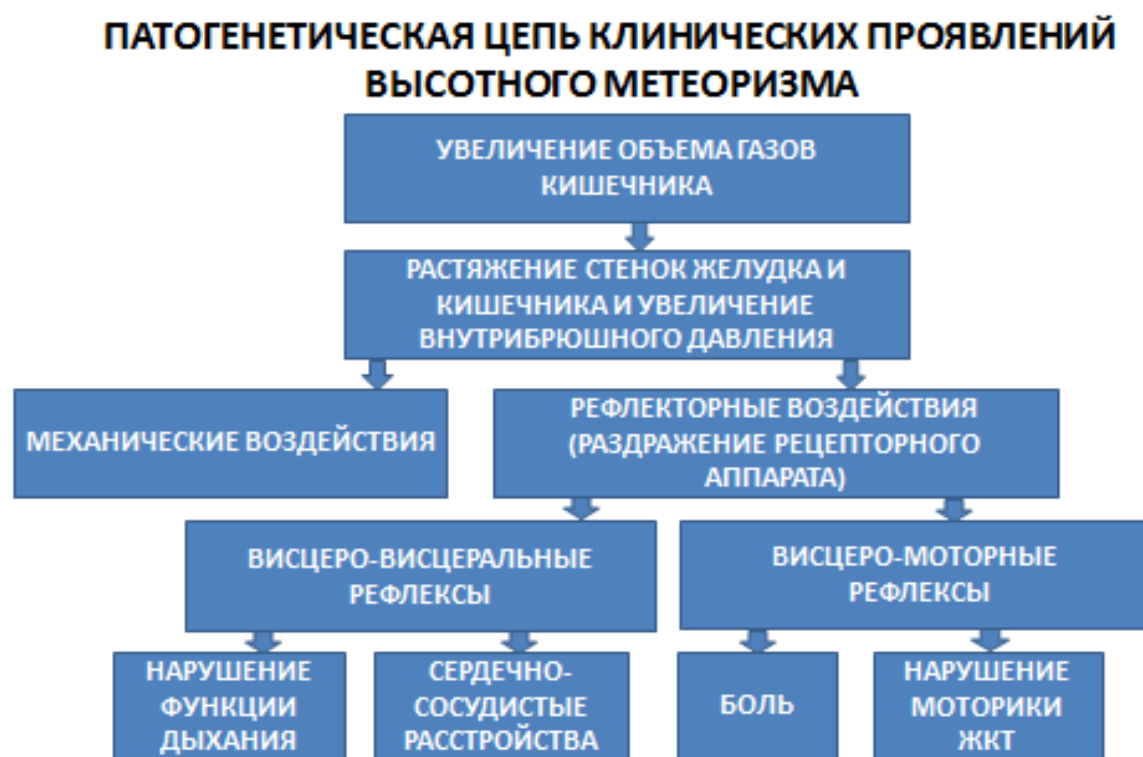 ПАТОГЕНЕТИЧЕСКАЯ ЦЕПЬ КЛИНИЧЕСКИХ ПРОЯВЛЕНИЙ
ВЫСОТНОГО МЕТЕОРИЗМА
УВЕЛИЧЕНИЕ ОБЪЕМА ГАЗОВ
КИШЕЧНИКА
РАСТЯЖЕНИЕ СТЕНОК ЖЕЛУДКА И
КИШЕЧНИКА И УВЕЛИЧЕНИЕ
ВНУТРИБРЮШНОГО ДАВЛЕНИЯ
МЕХАНИЧЕСКИЕ ВОЗДЕЙСТВИЯ
РЕФЛЕКТОРНЫЕ ВОЗДЕЙСТВИЯ
(РАЗДРАЖЕНИЕ РЕЦЕПТОРНОГО
АППАРАТА)
ВИСЦЕРО-ВИСЦЕРАЛЬНЫЕ
РЕФЛЕКСЫ
ВИСЦЕРО-МОТОРНЫЕ
РЕФЛЕКСЫ
НАРУШЕНИЕ
ФУНКЦИИ
ДЫХАНИЯ
СЕРДЕЧНО-
СОСУДИСТЫЕ
РАССТРОЙСТВА
БОЛЬ
НАРУШЕНИЕ
МОТОРИКИ
ЖКТ